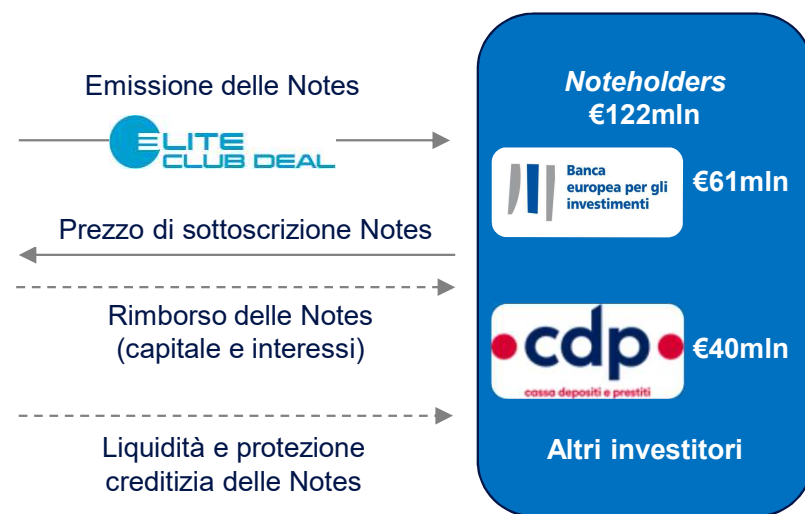 Emissione delle Notes
ELITE
CLUB DEAL
Prezzo di sottoscrizione Notes
Rimborso delle Notes
(capitale e interessi)
Liquidità e protezione
creditizia delle Notes
Noteholders
€122mln
Banca
europea per gli
investimenti
€61mln
cdp
cassa depositi e prestiti
€40mln
Altri investitori